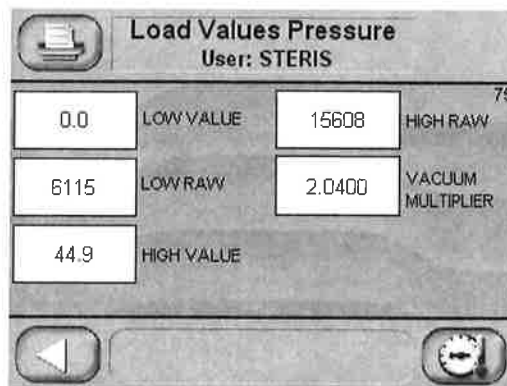 Load Values Pressure
User: STERIS
75
0.0 LOW VALUE
15608 HIGH RAW
6115 LOW RAW
2.0400 VACUUM MULTIPLIER
44.9 HIGH VALUE